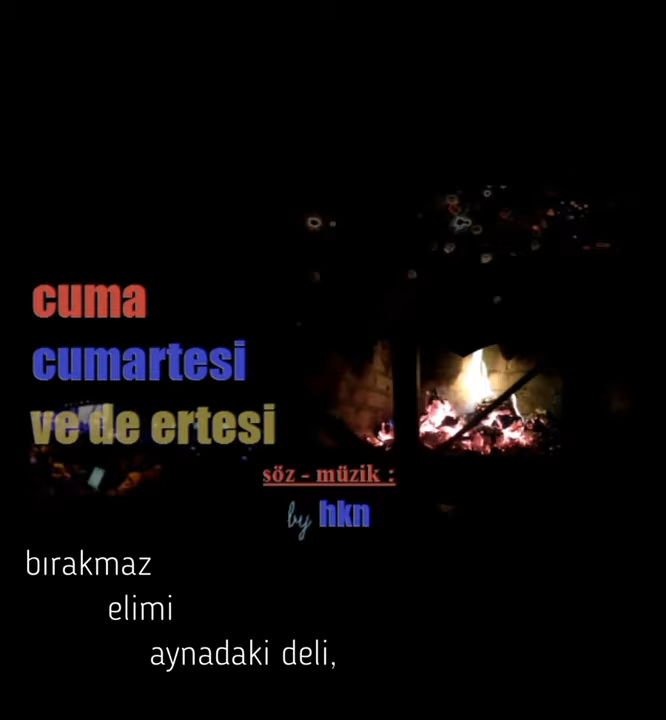 cuma
cumartesi
ve de ertesi
söz - müzik :
by hkn
bırakmaz
elimi
aynadaki deli,